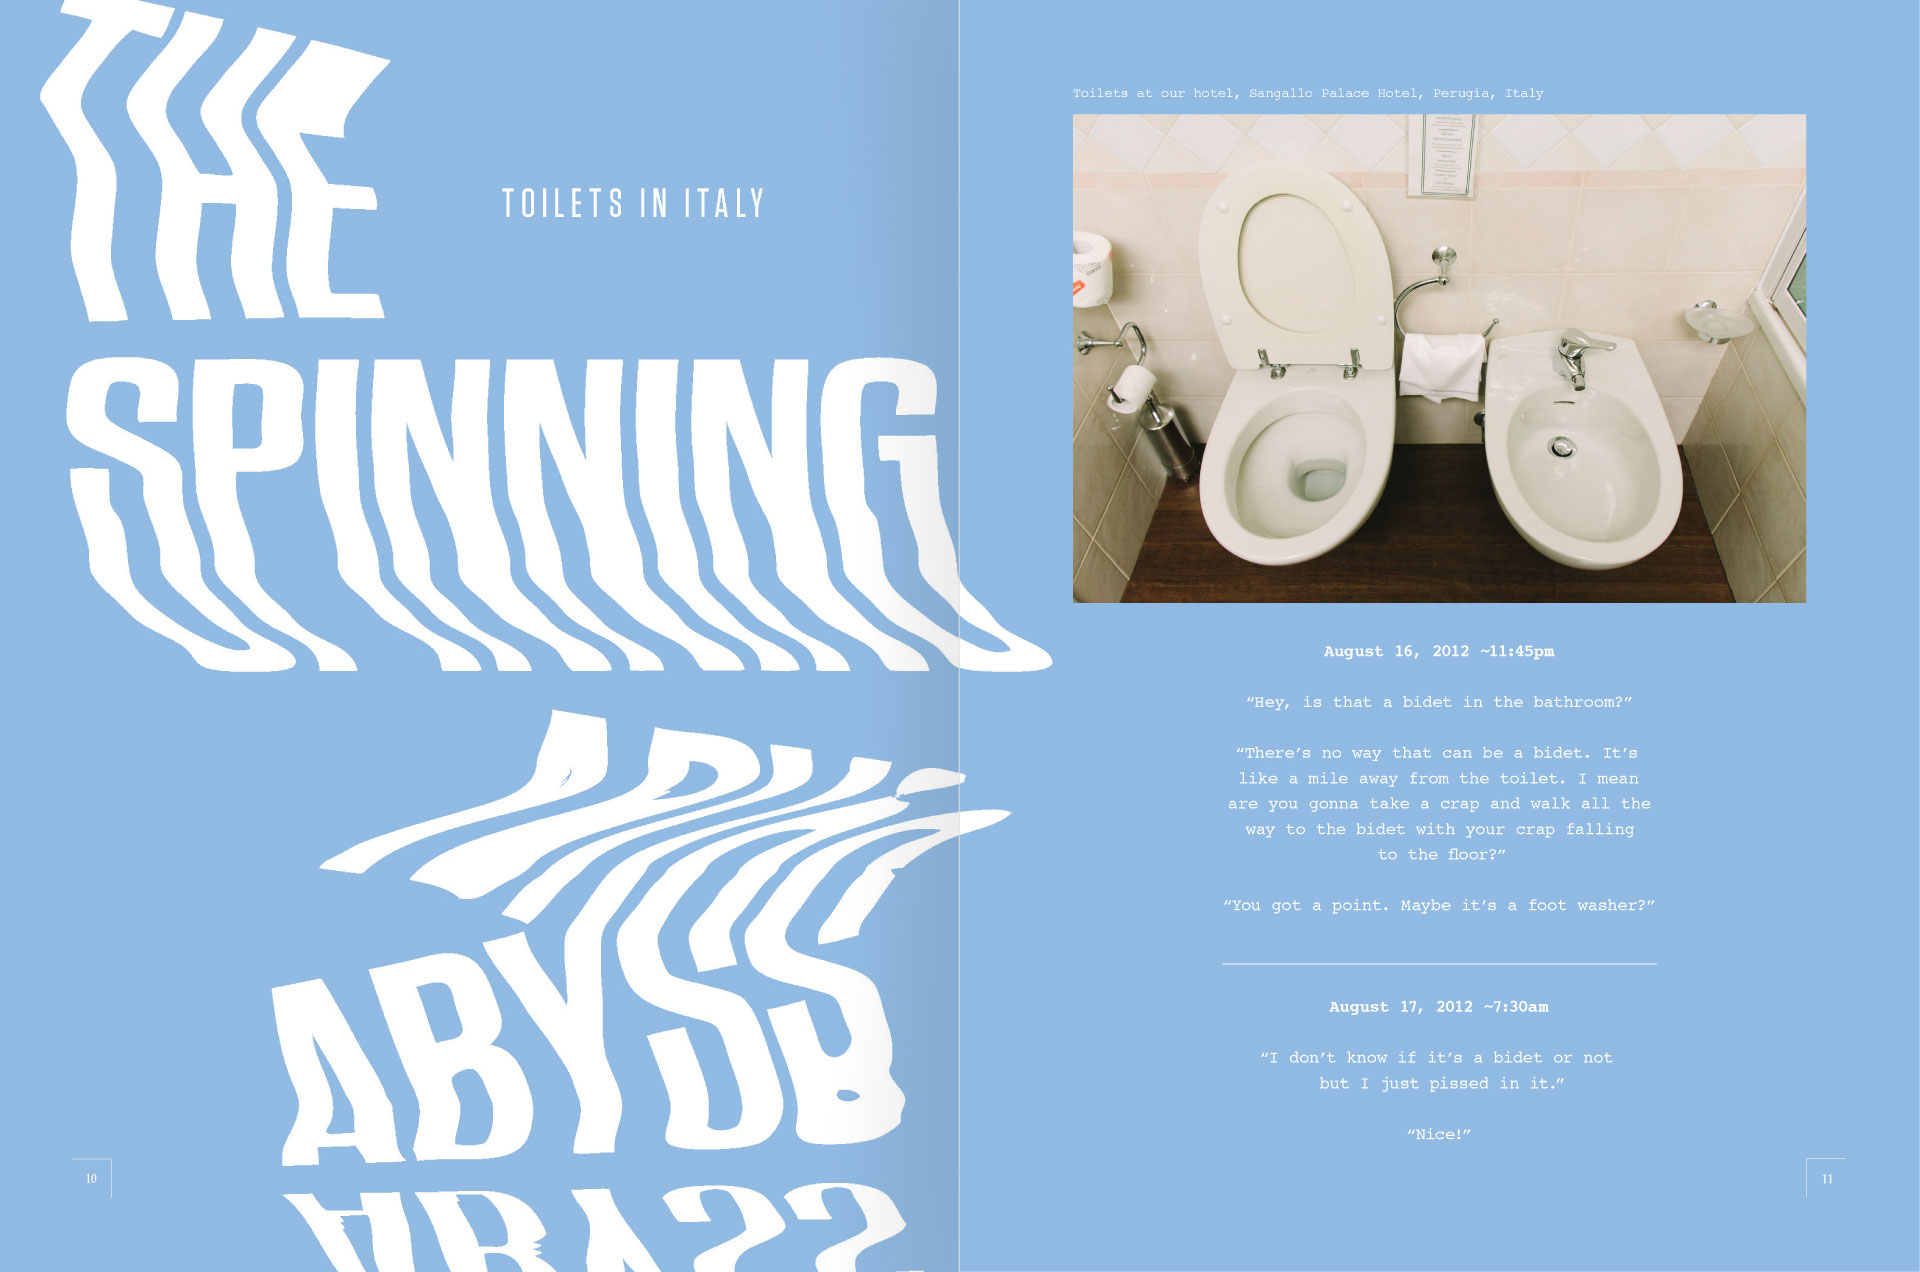 THE
TOILETS IN ITALY
SPINNING
ABYSS
10
Toilets at our hotel, Sangallo Palace Hotel, Perugia, Italy
August 16, 2012 ~11:45pm
“Hey, is that a bidet in the bathroom?”
“There’s no way that can be a bidet. It’s
like a mile away from the toilet. I mean
are you gonna take a crap and walk all the
way to the bidet with your crap falling
to the floor?”
“You got a point. Maybe it’s a foot washer?”
August 17, 2012 ~7:30am
“I don’t know if it’s a bidet or not
but I just pissed in it.”
“Nice!”
11